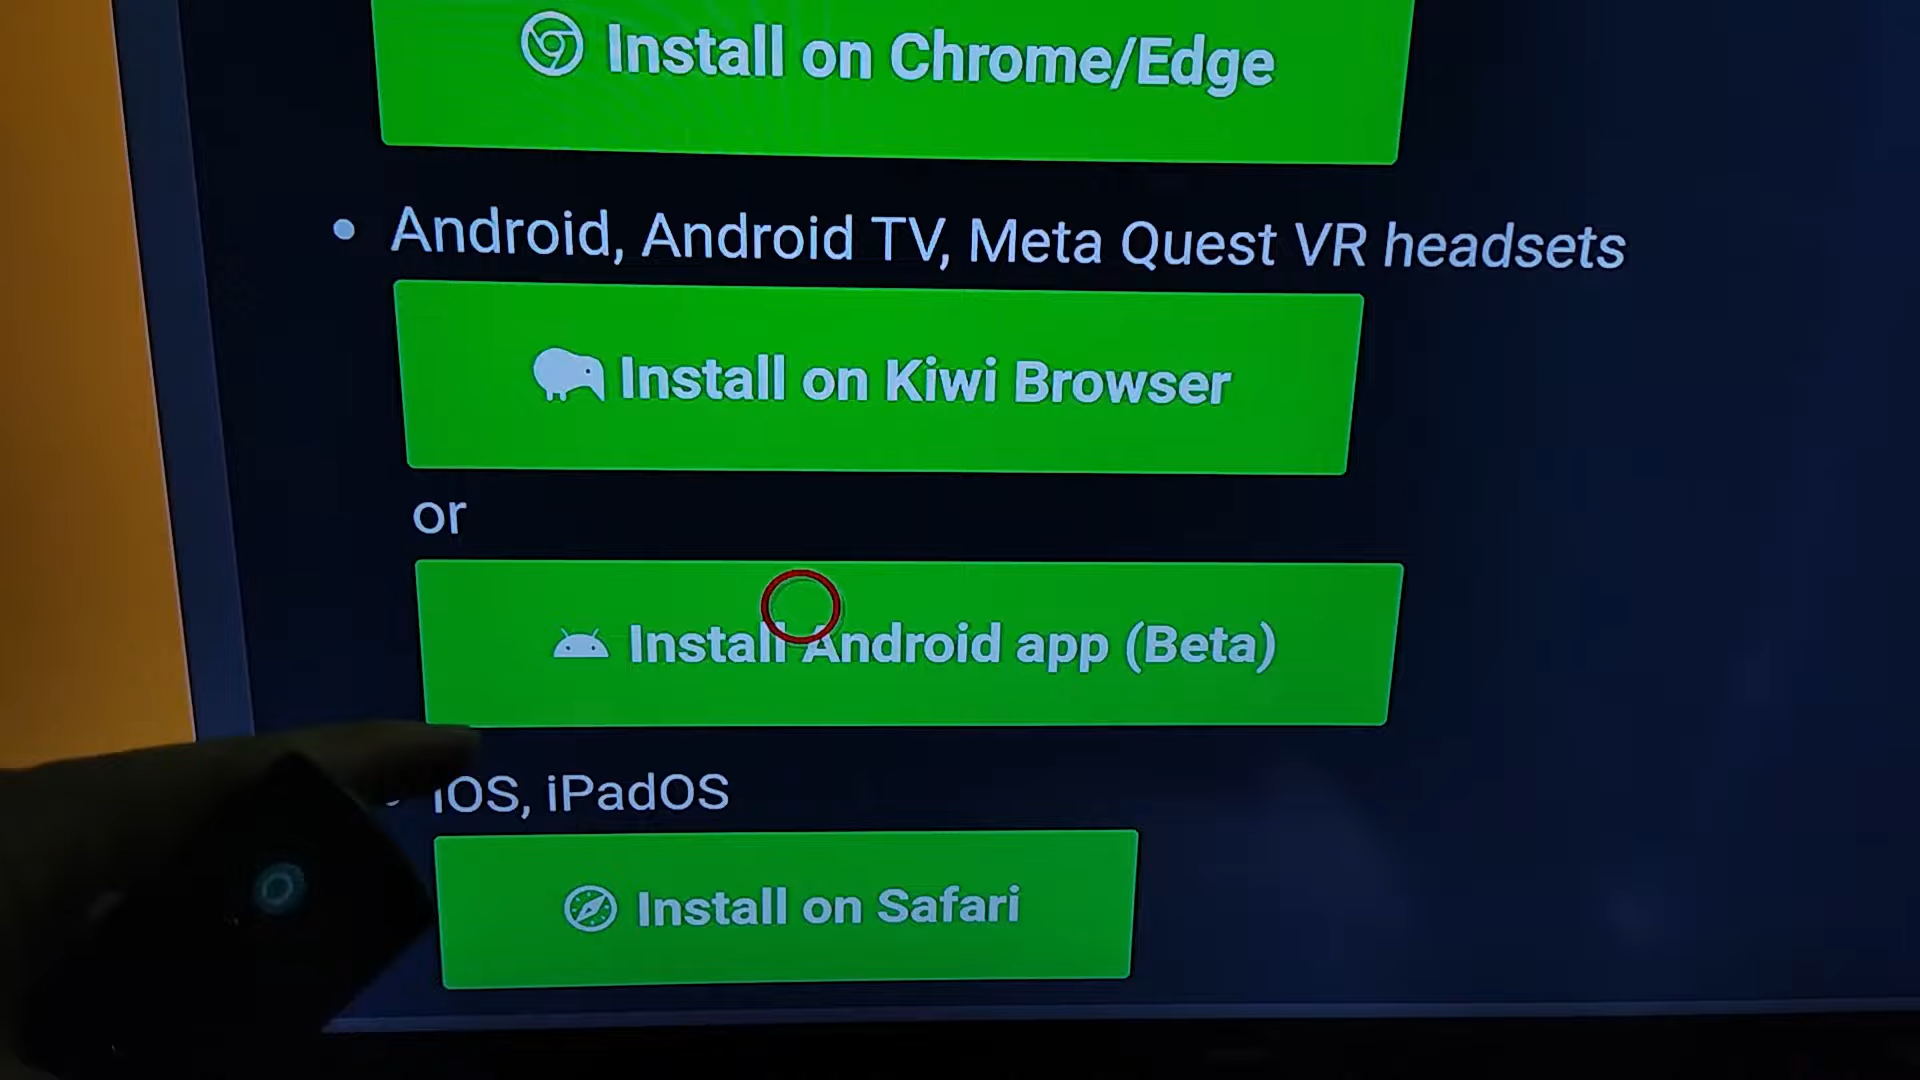 Install on Chrome/Edge
Android, Android TV, Meta Quest VR headsets
Install on Kiwi Browser
or
Install Android app (Beta)
iOS, iPadOS
Install on Safari